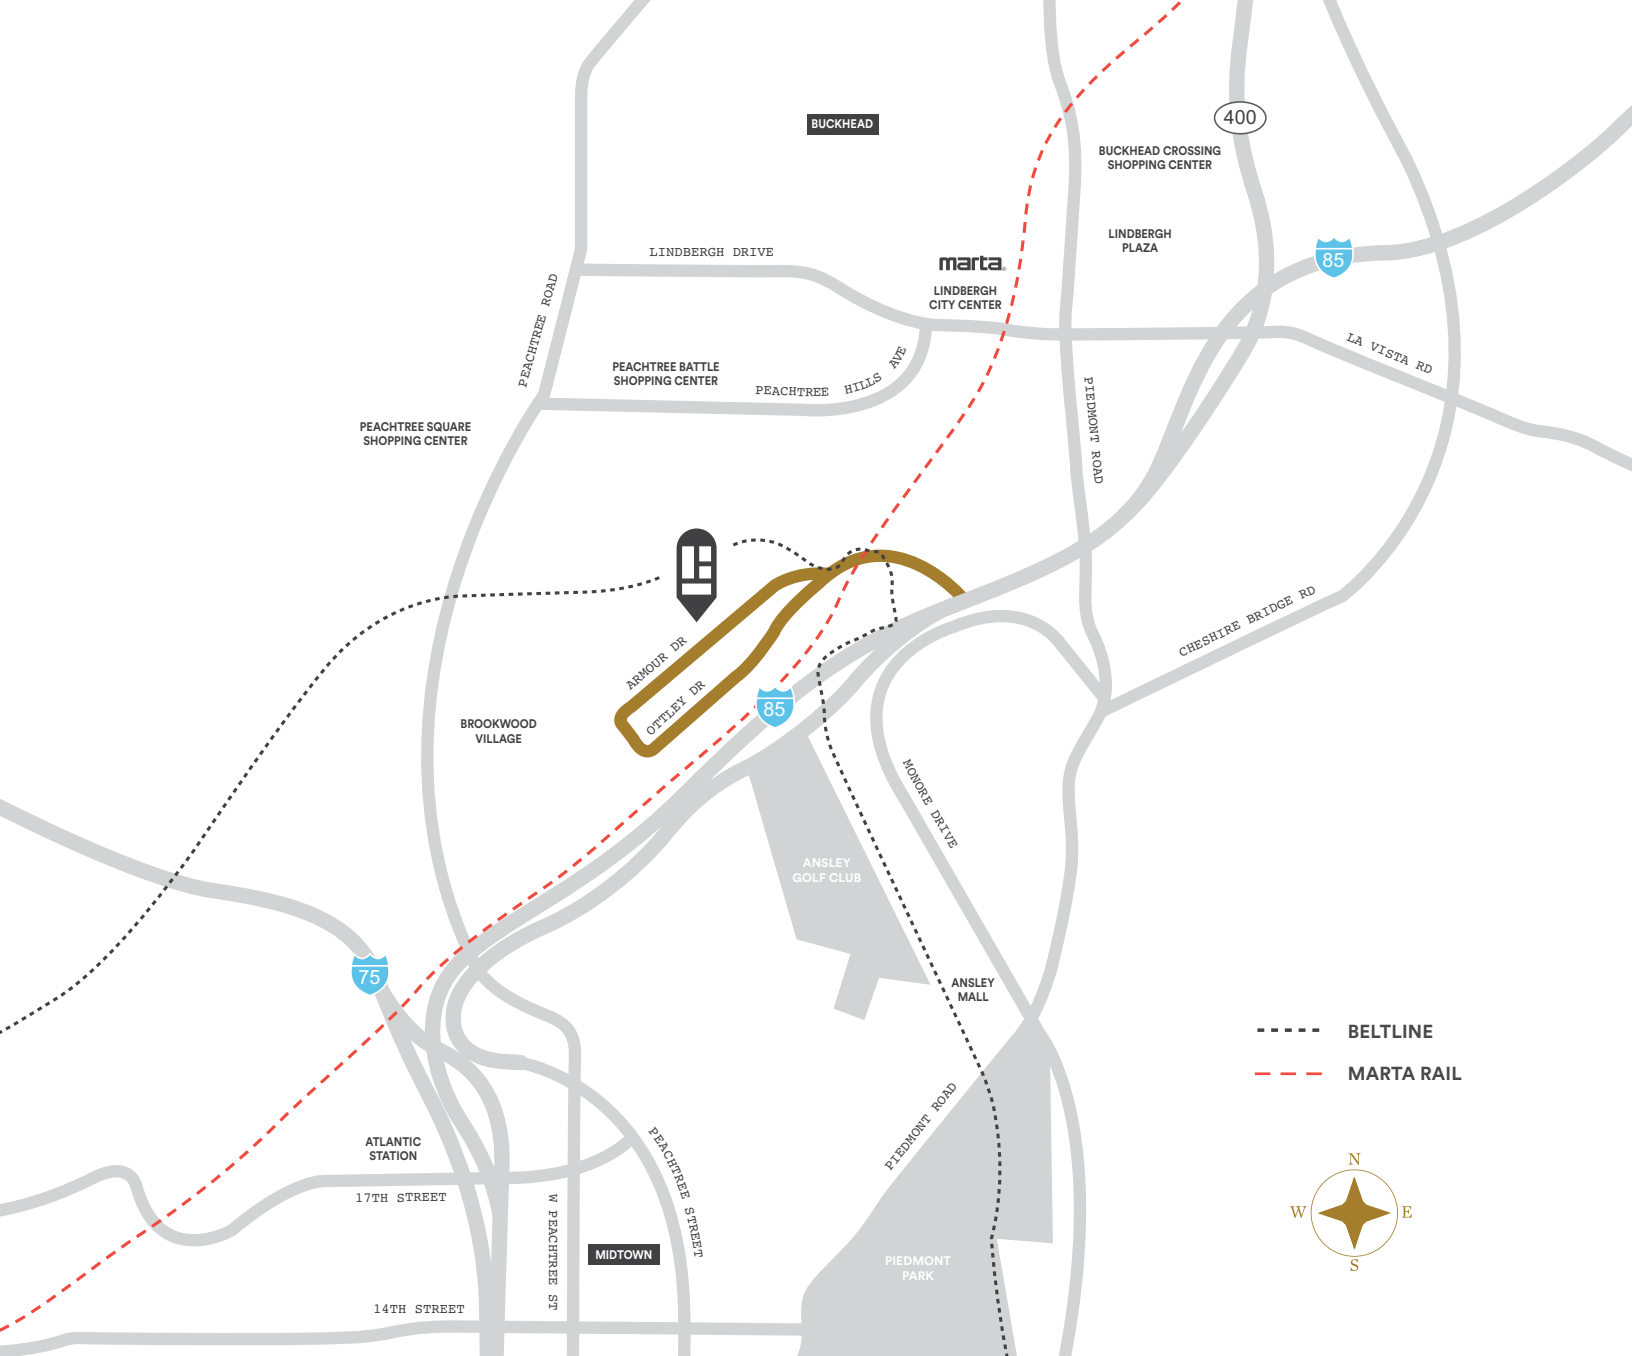 BUCKHEAD
400
BUCKHEAD CROSSING
SHOPPING CENTER
LINDBERGH
PLAZA
LINDBERGH DRIVE
marta
LINDBERGH
CITY CENTER
85
PEACHTREE ROAD
PEACHTREE BATTLE
SHOPPING CENTER
PEACHTREE HILLS AVE
LA VISTA RD
PEACHTREE SQUARE
SHOPPING CENTER
PIEDMONT ROAD
CHESHIRE BRIDGE RD
ARMOUR DR
OTTLEY DR
85
BROOKWOOD
VILLAGE
MONORE DRIVE
ANSLEY
GOLF CLUB
75
ANSLEY
MALL
BELTLINE
MARTA RAIL
PIEDMONT ROAD
ATLANTIC
STATION
17TH STREET
PEACHTREE STREET
W PEACHTREE ST
MIDTOWN
PIEDMONT
PARK
14TH STREET
N
W
E
S